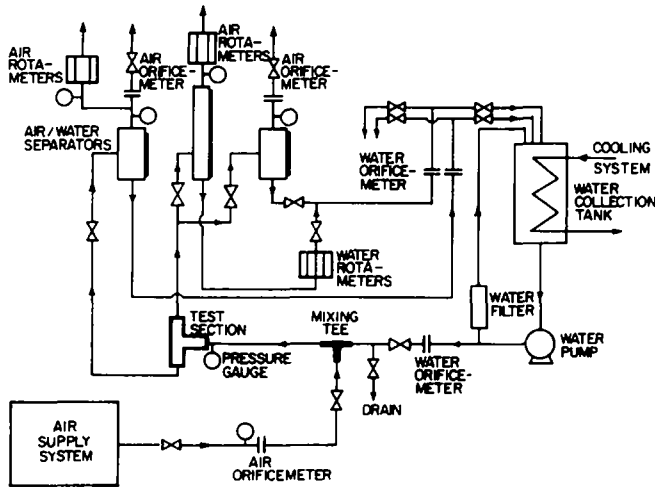 AIR
ROTA-
METERS
AIR
ORIFICE-
METER
AIR
ROTA-
METERS
AIR
ORIFICE-
METER
AIR/WATER
SEPARATORS
WATER
ORIFICE-
METER
COOLING
SYSTEM
WATER
COLLECTION
TANK
WATER
ROTA-
METERS
WATER
FILTER
TEST
SECTION
MIXING
TEE
PRESSURE
GAUGE
WATER
ORIFICE-
METER
WATER
PUMP
DRAIN
AIR
SUPPLY
SYSTEM
AIR
ORIFICEMETER